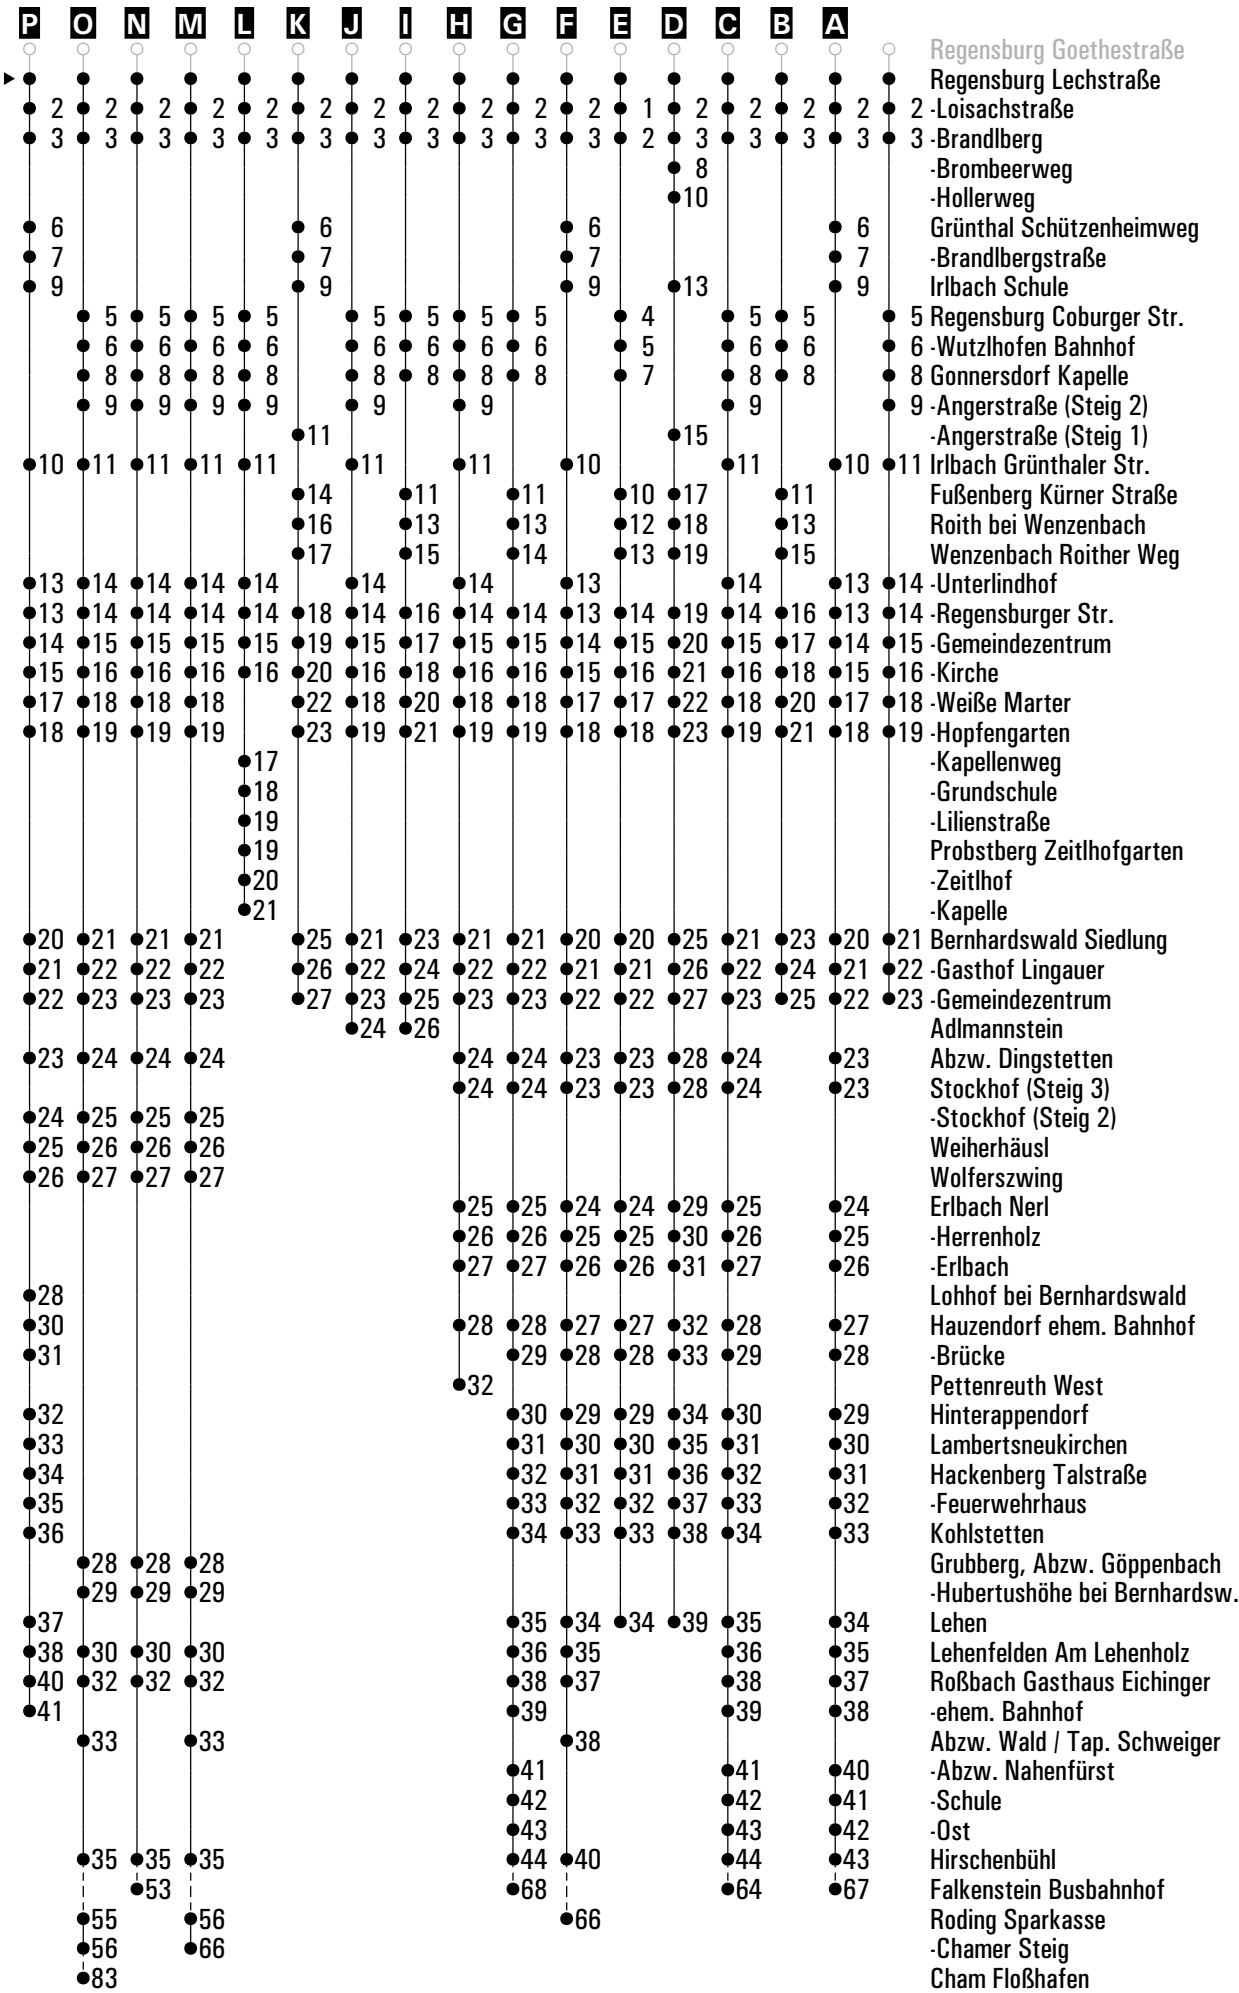 P O N M L K J I H G F E D C B A
Regensburg Goethestraße
Regensburg Lechstraße
2 2 2 2 2 2 2 2 2 2 2 1 2 2 2 2 2 -Loisachstraße
3 3 3 3 3 3 3 3 3 3 3 2 3 3 3 3 3 -Brandlberg
8 -Brombeerweg
10 -Hollerweg
6 6 6 6 Grünthal Schützenheimweg
7 7 7 7 -Brandlbergstraße
9 9 9 13 9 Irlbach Schule
5 5 5 5 5 5 5 5 4 5 5 5 Regensburg Coburger Str.
6 6 6 6 6 6 6 6 5 6 6 6 -Wutzlhofen Bahnhof
8 8 8 8 8 8 8 8 7 8 8 8 Gonnersdorf Kapelle
9 9 9 9 9 9 9 9 -Angerstraße (Steig 2)
11 15 -Angerstraße (Steig 1)
10 11 11 11 11 11 11 10 11 10 11 Irlbach Grünthaler Str.
14 11 11 10 17 11 Fußenberg Kürner Straße
16 13 13 12 18 13 Roith bei Wenzenbach
17 15 14 13 19 15 Wenzenbach Roither Weg
13 14 14 14 14 14 14 13 14 13 14 -Unterlindhof
13 14 14 14 14 18 14 16 14 14 13 14 19 14 16 13 14 -Regensburger Str.
14 15 15 15 15 19 15 17 15 15 14 15 20 15 17 14 15 -Gemeindezentrum
15 16 16 16 16 20 16 18 16 16 15 16 21 16 18 15 16 -Kirche
17 18 18 18 22 18 20 18 18 17 17 22 18 20 17 18 -Weiße Marter
18 19 19 19 23 19 21 19 19 18 18 23 19 21 18 19 -Hopfengarten
17 -Kapellenweg
18 -Grundschule
19 -Lilienstraße
19 Probstberg Zeitlhofgarten
20 -Zeitlhof
21 -Kapelle
20 21 21 21 25 21 23 21 21 20 20 25 21 23 20 21 Bernhardswald Siedlung
21 22 22 22 26 22 24 22 22 21 21 26 22 24 21 22 -Gasthof Lingauer
22 23 23 23 27 23 25 23 23 22 22 27 23 25 22 23 -Gemeindezentrum
24 26 Adlmannstein
23 24 24 24 24 24 23 23 28 24 23 Abzw. Dingstetten
24 24 23 23 28 24 23 Stockhof (Steig 3)
24 25 25 25 -Stockhof (Steig 2)
25 26 26 26 Weiherhäusl
26 27 27 27 Wolferszwing
25 25 24 24 29 25 24 Erlbach Nerl
26 26 25 25 30 26 25 -Herrenholz
27 27 26 26 31 27 26 -Erlbach
28 Lohhof bei Bernhardswald
30 28 28 27 27 32 28 27 Hauzendorf ehem. Bahnhof
31 29 28 28 33 29 28 -Brücke
32 Pettenreuth West
32 30 29 29 34 30 29 Hinterappendorf
33 31 30 30 35 31 30 Lambertsneukirchen
34 32 31 31 36 32 31 Hackenberg Talstraße
35 33 32 32 37 33 32 -Feuerwehrhaus
36 34 33 33 38 34 33 Kohlstetten
28 28 28 Grubberg, Abzw. Göppenbach
29 29 29 -Hubertushöhe bei Bernhardsw.
37 35 34 34 39 35 34 Lehen
38 30 30 30 36 35 36 35 Lehenfelden Am Lehenholz
40 32 32 32 38 37 38 37 Roßbach Gasthaus Eichinger
41 39 39 38 -ehem. Bahnhof
33 33 38 Abzw. Wald / Tap. Schweiger
41 41 40 -Abzw. Nahenfürst
42 42 41 -Schule
43 43 42 -Ost
35 35 35 44 40 44 43 Hirschenbühl
53 68 64 67 Falkenstein Busbahnhof
55 56 66 Roding Sparkasse
56 66 -Chamer Steig
83 Cham Floßhafen